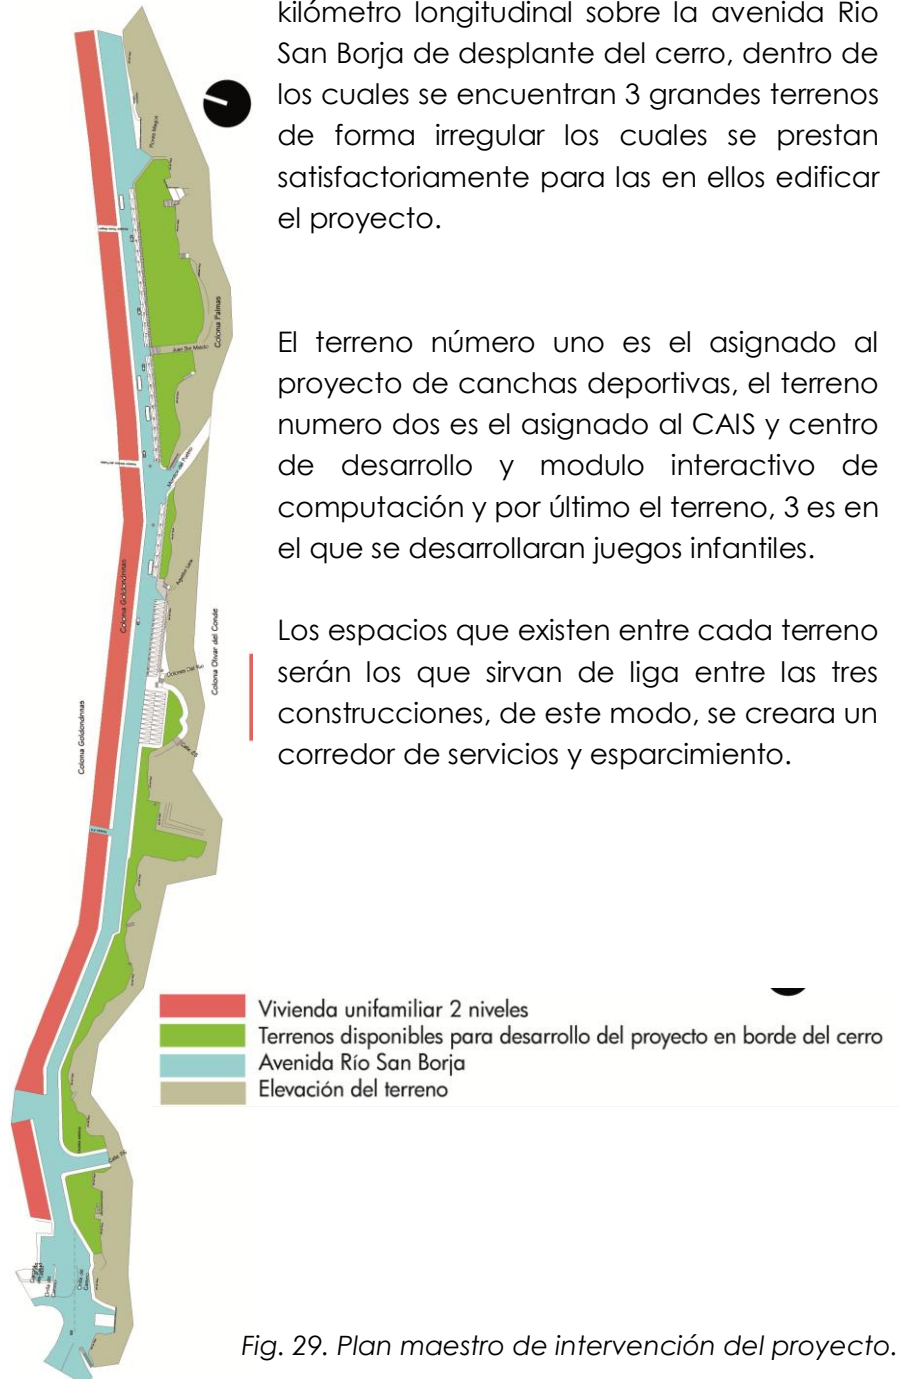 kilómetro longitudinal sobre la avenida Rio
San Borja de desplante del cerro, dentro de
los cuales se encuentran 3 grandes terrenos
de forma irregular los cuales se prestan
satisfactoriamente para las en ellos edificar
el proyecto.
El terreno número uno es el asignado al
proyecto de canchas deportivas, el terreno
numero dos es el asignado al CAIS y centro
de desarrollo y modulo interactivo de
computación y por último el terreno, 3 es en
el que se desarrollaran juegos infantiles.
Los espacios que existen entre cada terreno
serán los que sirvan de liga entre las tres
construcciones, de este modo, se creara un
corredor de servicios y esparcimiento.
Colonia Palmas
Colonia Golondrinas
Colonia Olivar del Conde
Colonia Golondrinas
Vivienda unifamiliar 2 niveles
Terrenos disponibles para desarrollo del proyecto en borde del cerro
Avenida Río San Borja
Elevación del terreno
Fig. 29. Plan maestro de intervención del proyecto.